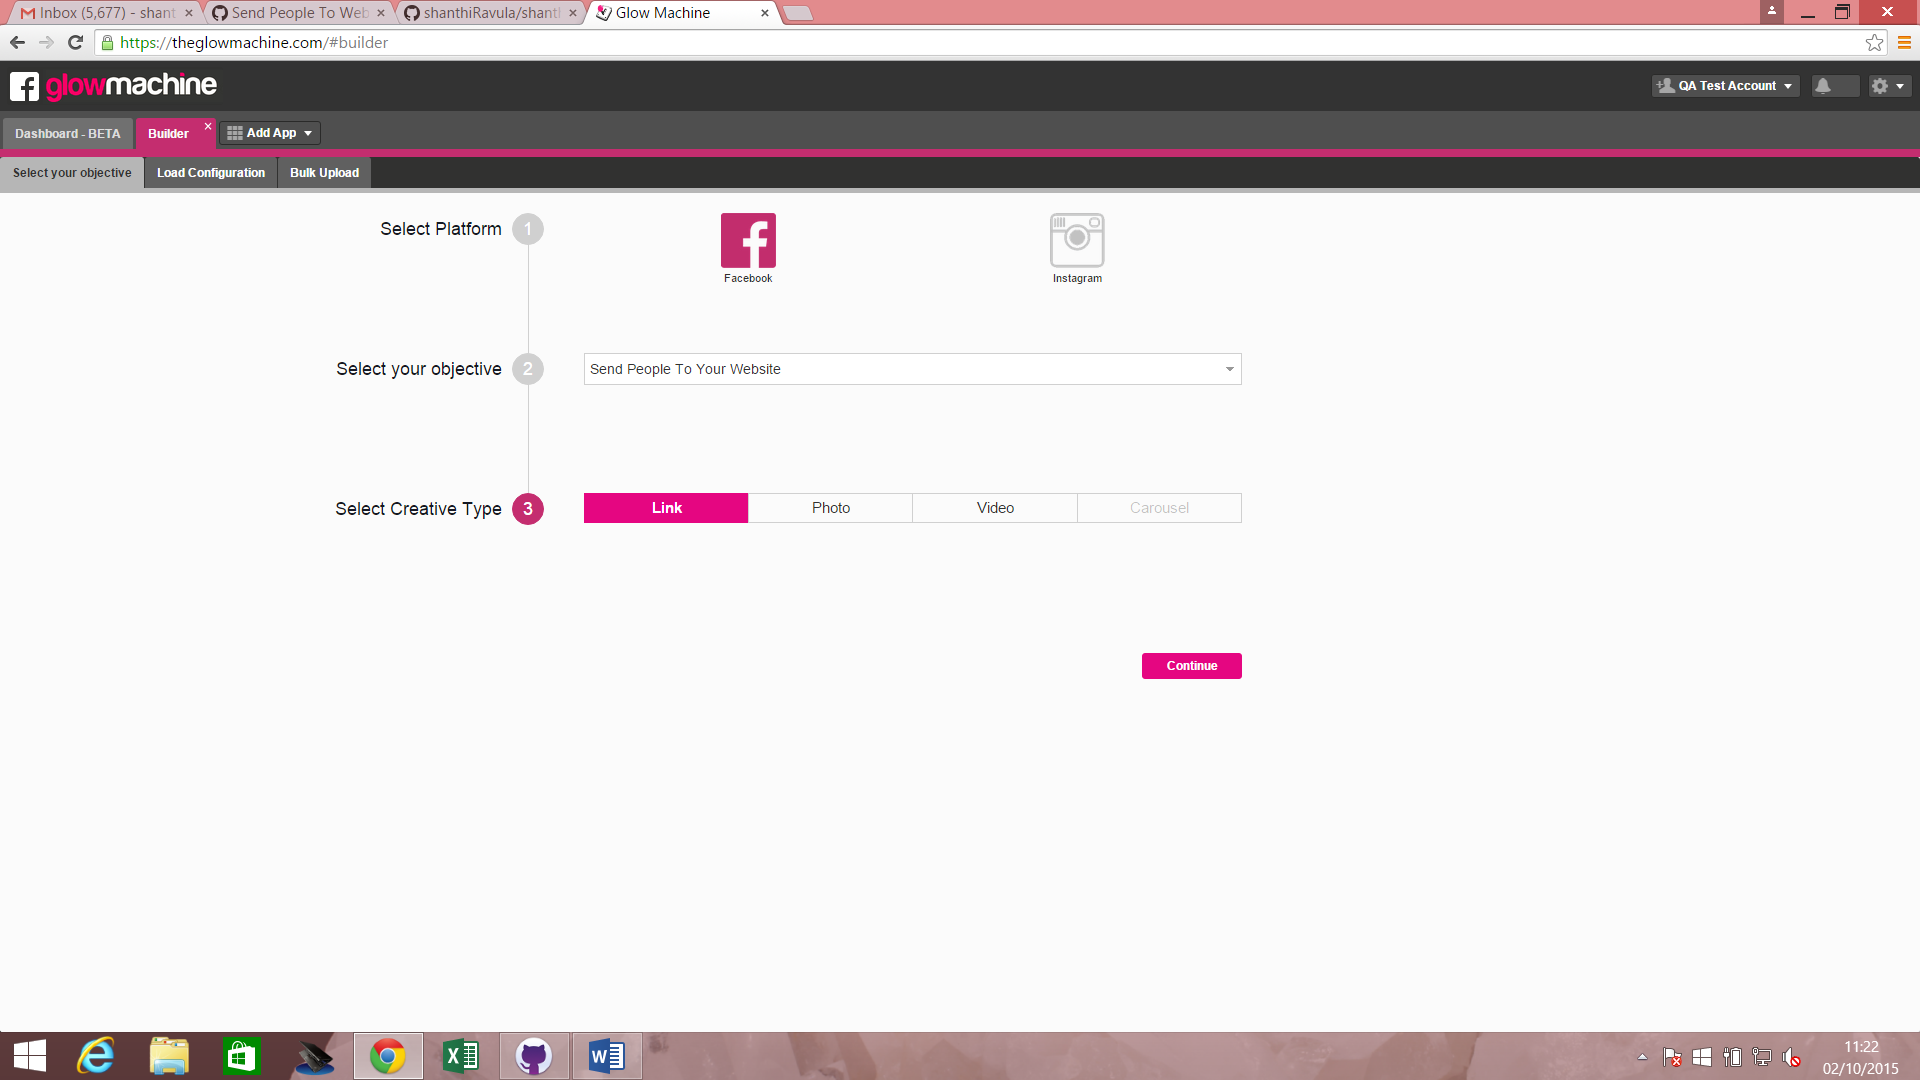 Inbox (5,677) - shant
Send People To Web
shanthiRavula/shant
Glow Machine
https://theglowmachine.com/#builder
glowmachine
QA Test Account
Dashboard - BETA
Builder
Add App
Select your objective
Load Configuration
Bulk Upload
Select Platform
1
Facebook
Instagram
Select your objective
2
Send People To Your Website
Select Creative Type
3
Link
Photo
Video
Carousel
Continue
11:22
02/10/2015